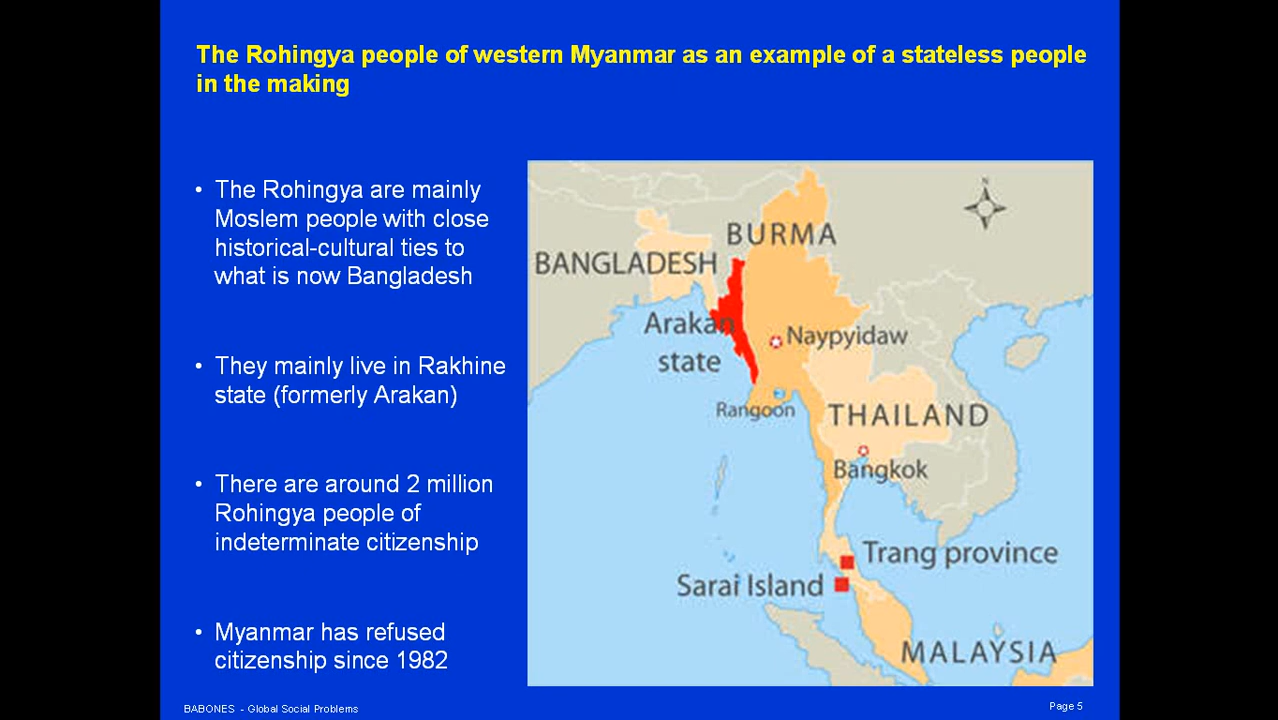 The Rohingya people of western Myanmar as an example of a stateless people
in the making
• The Rohingya are mainly
Moslem people with close
historical-cultural ties to
what is now Bangladesh
• They mainly live in Rakhine
state (formerly Arakan)
• There are around 2 million
Rohingya people of
indeterminate citizenship
• Myanmar has refused
citizenship since 1982
N
BURMA
BANGLADESH
Arakan
state
Naypyidaw
Rangoon
THAILAND
Bangkok
Trang province
Sarai Island
MALAYSIA
BABONES - Global Social Problems
Page 5